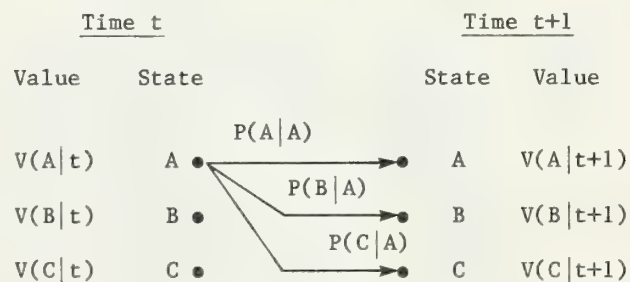 Time t Time t+1
Value State State Value
P(A|A)
V(A|t) A A V(A|t+1)
P(B|A)
V(B|t) B B V(B|t+1)
P(C|A)
V(C|t) C C V(C|t+1)